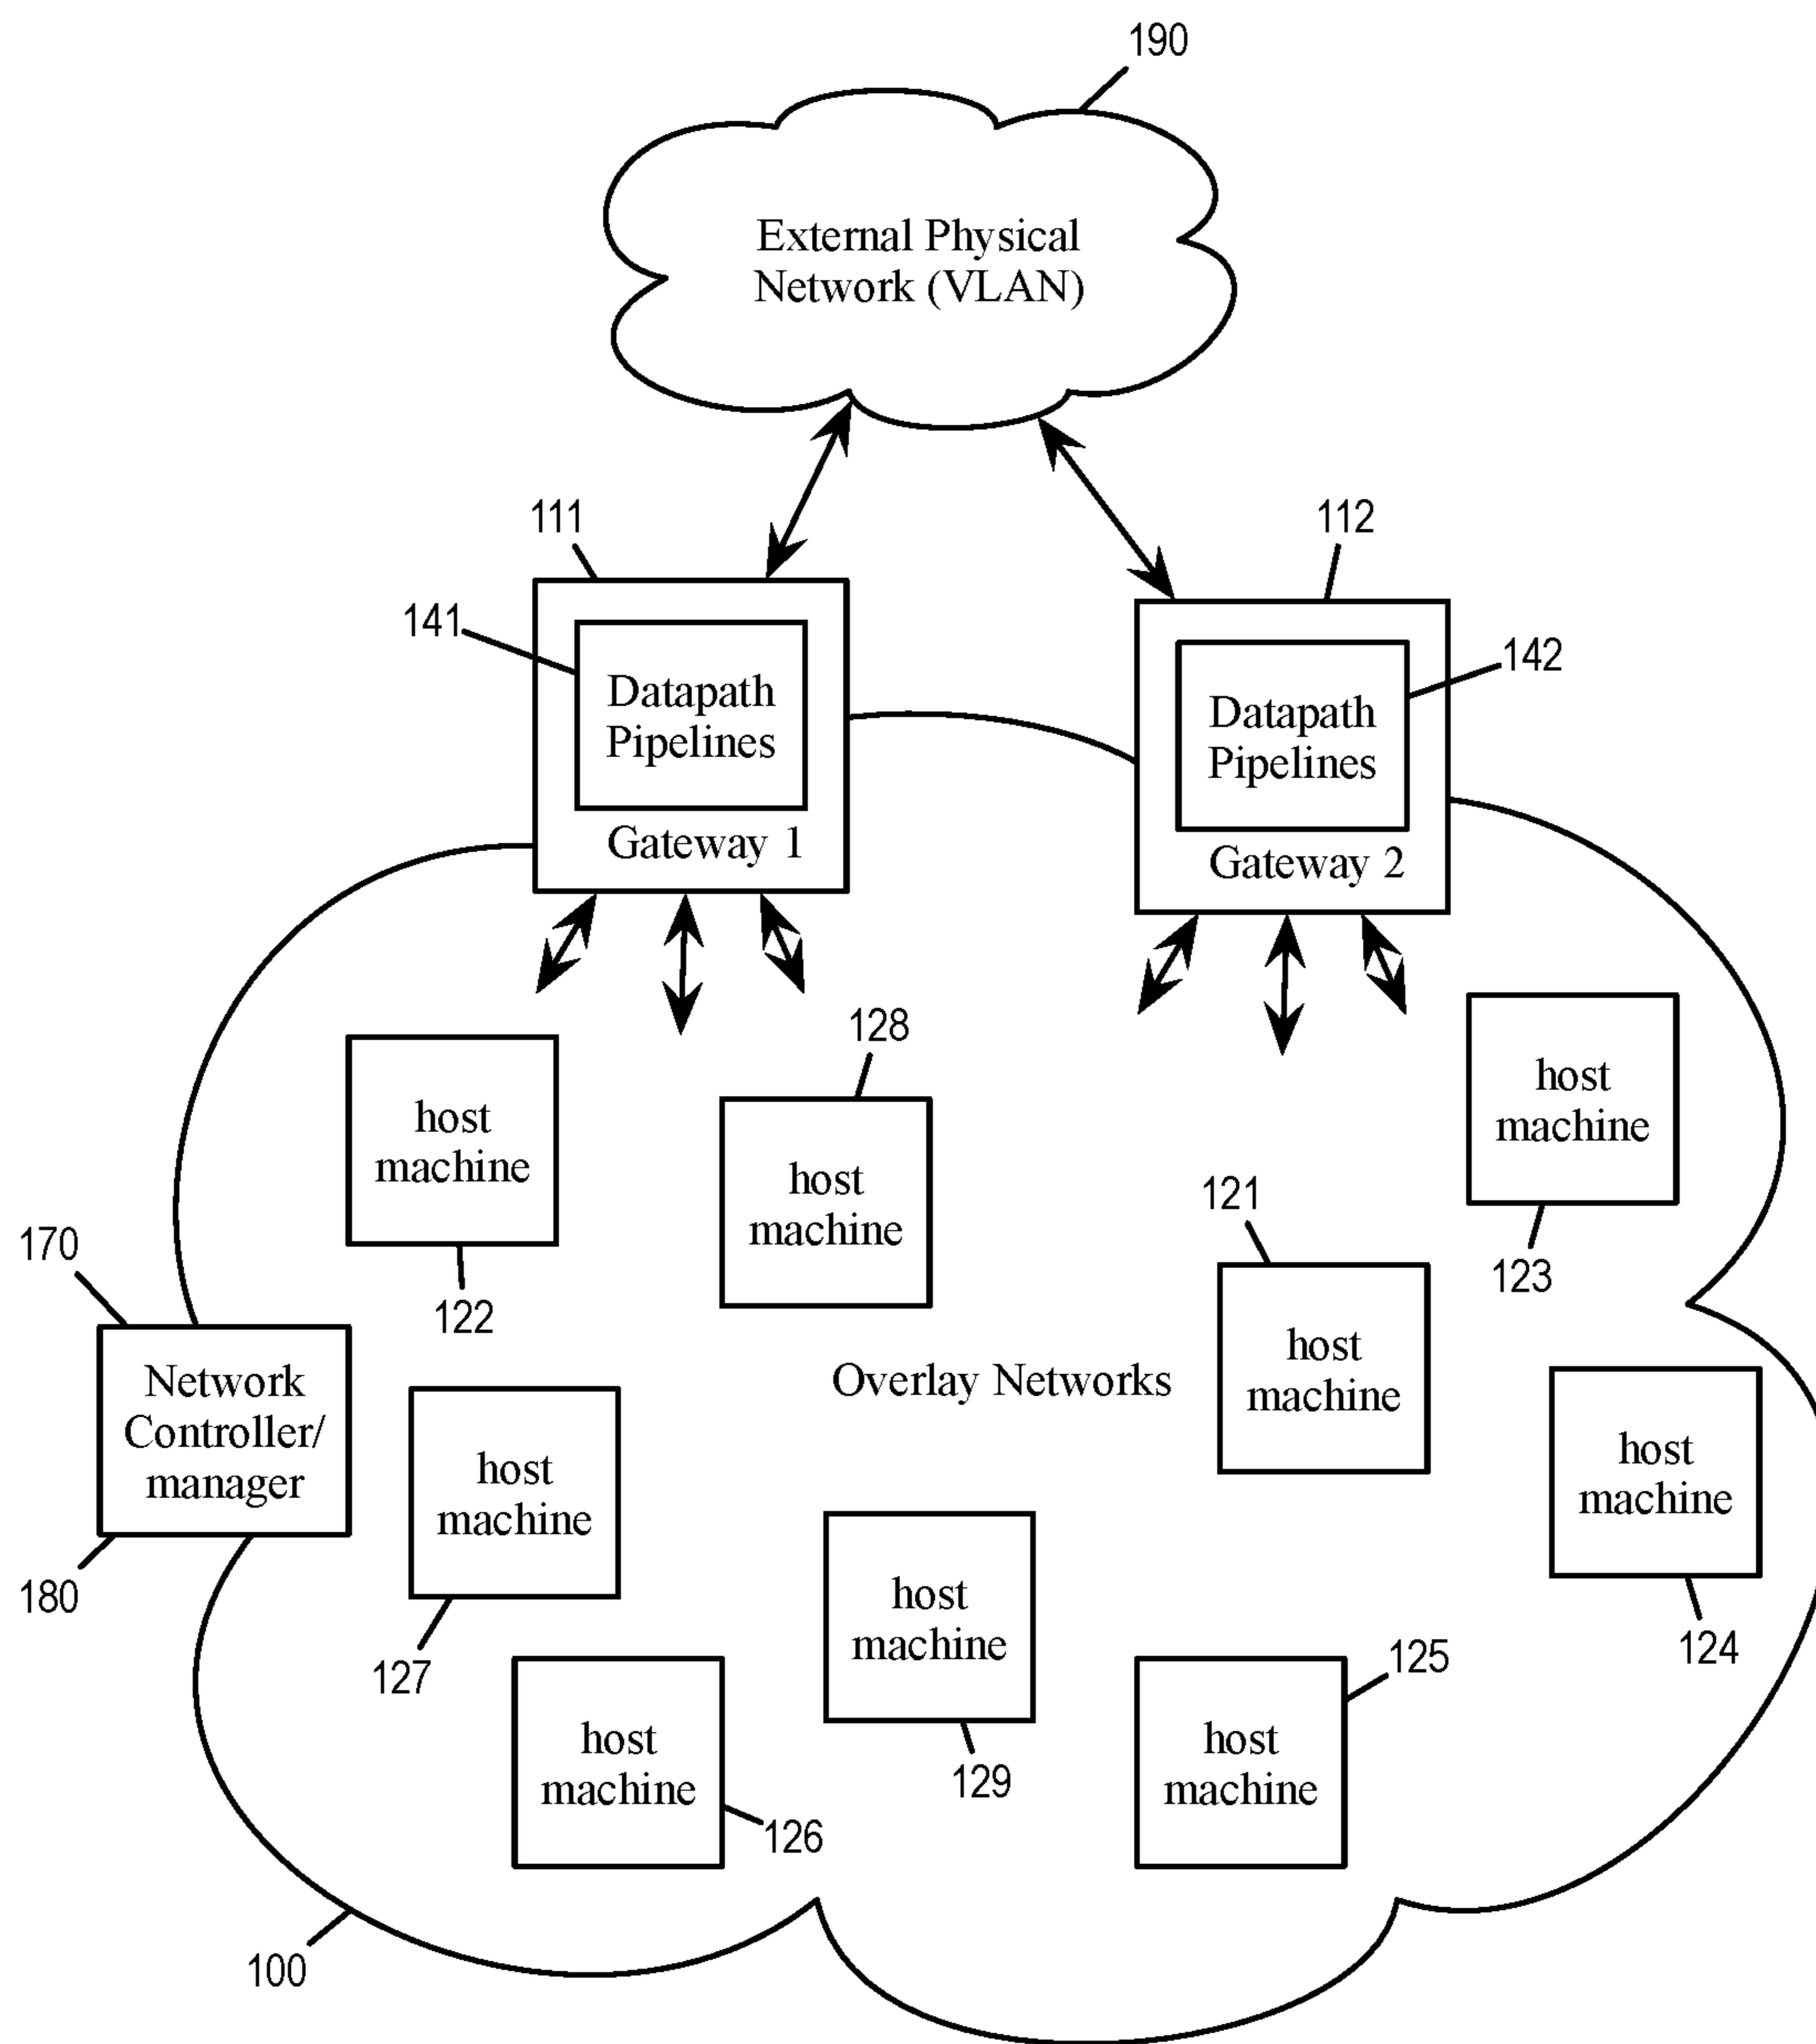 190
External Physical
Network (VLAN)
111
112
141
Datapath
Pipelines
Gateway 1
142
Datapath
Pipelines
Gateway 2
128
host
machine
123
host
machine
122
host
machine
121
host
machine
170
Network
Controller/
manager
180
Overlay Networks
host
machine
127
host
machine
124
host
machine
129
host
machine
125
host
machine
126
100